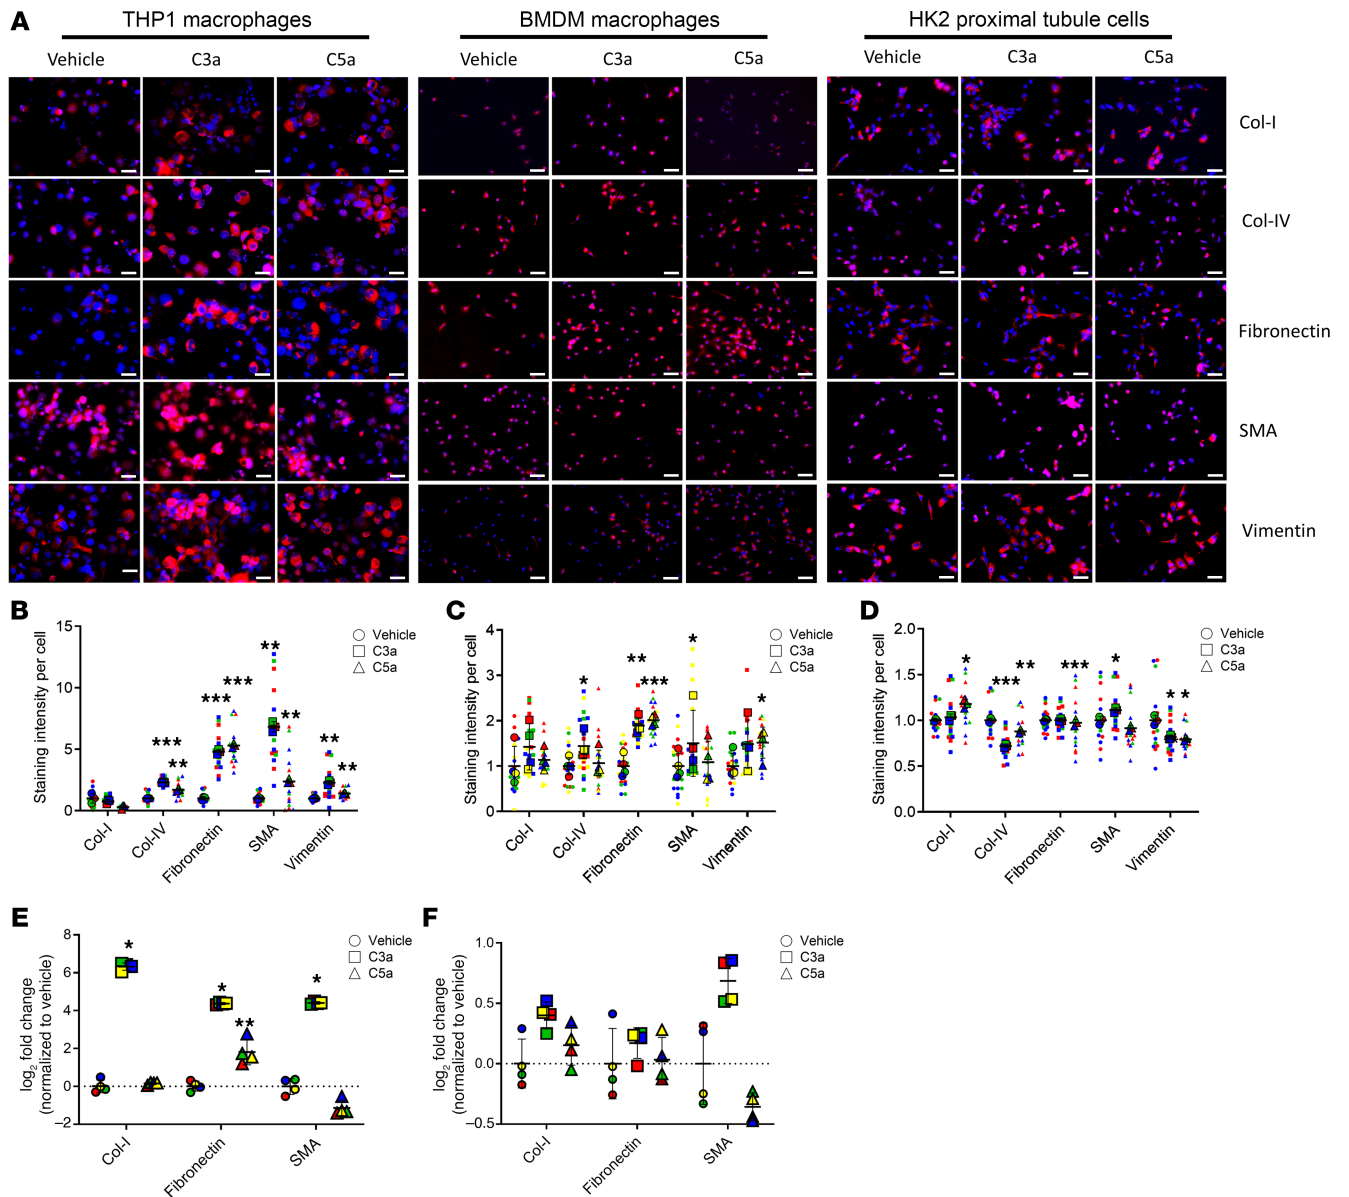 A
THP1 macrophages
BMDM macrophages
HK2 proximal tubule cells
Vehicle C3a C5a
Vehicle C3a C5a
Vehicle C3a C5a
Col-I
Col-IV
Fibronectin
SMA
Vimentin
B
Staining intensity per cell
15
10
5
0
** *** ** *** *** ** ** ** **
Vehicle
C3a
C5a
Col-I
Col-IV
Fibronectin
SMA
Vimentin
C
Staining intensity per cell
4
3
2
1
0
* ** *** * *
Vehicle
C3a
C5a
Col-I
Col-IV
Fibronectin
SMA
Vimentin
D
Staining intensity per cell
2.0
1.5
1.0
0.5
0.0
* *** ** *** * * *
Vehicle
C3a
C5a
Col-I
Col-IV
Fibronectin
SMA
Vimentin
E
log2 fold change
(normalized to vehicle)
8
6
4
2
0
−2
* * ** *
Vehicle
C3a
C5a
Col-I
Fibronectin
SMA
F
log2 fold change
(normalized to vehicle)
1.0
0.5
0.0
−0.5
Vehicle
C3a
C5a
Col-I
Fibronectin
SMA